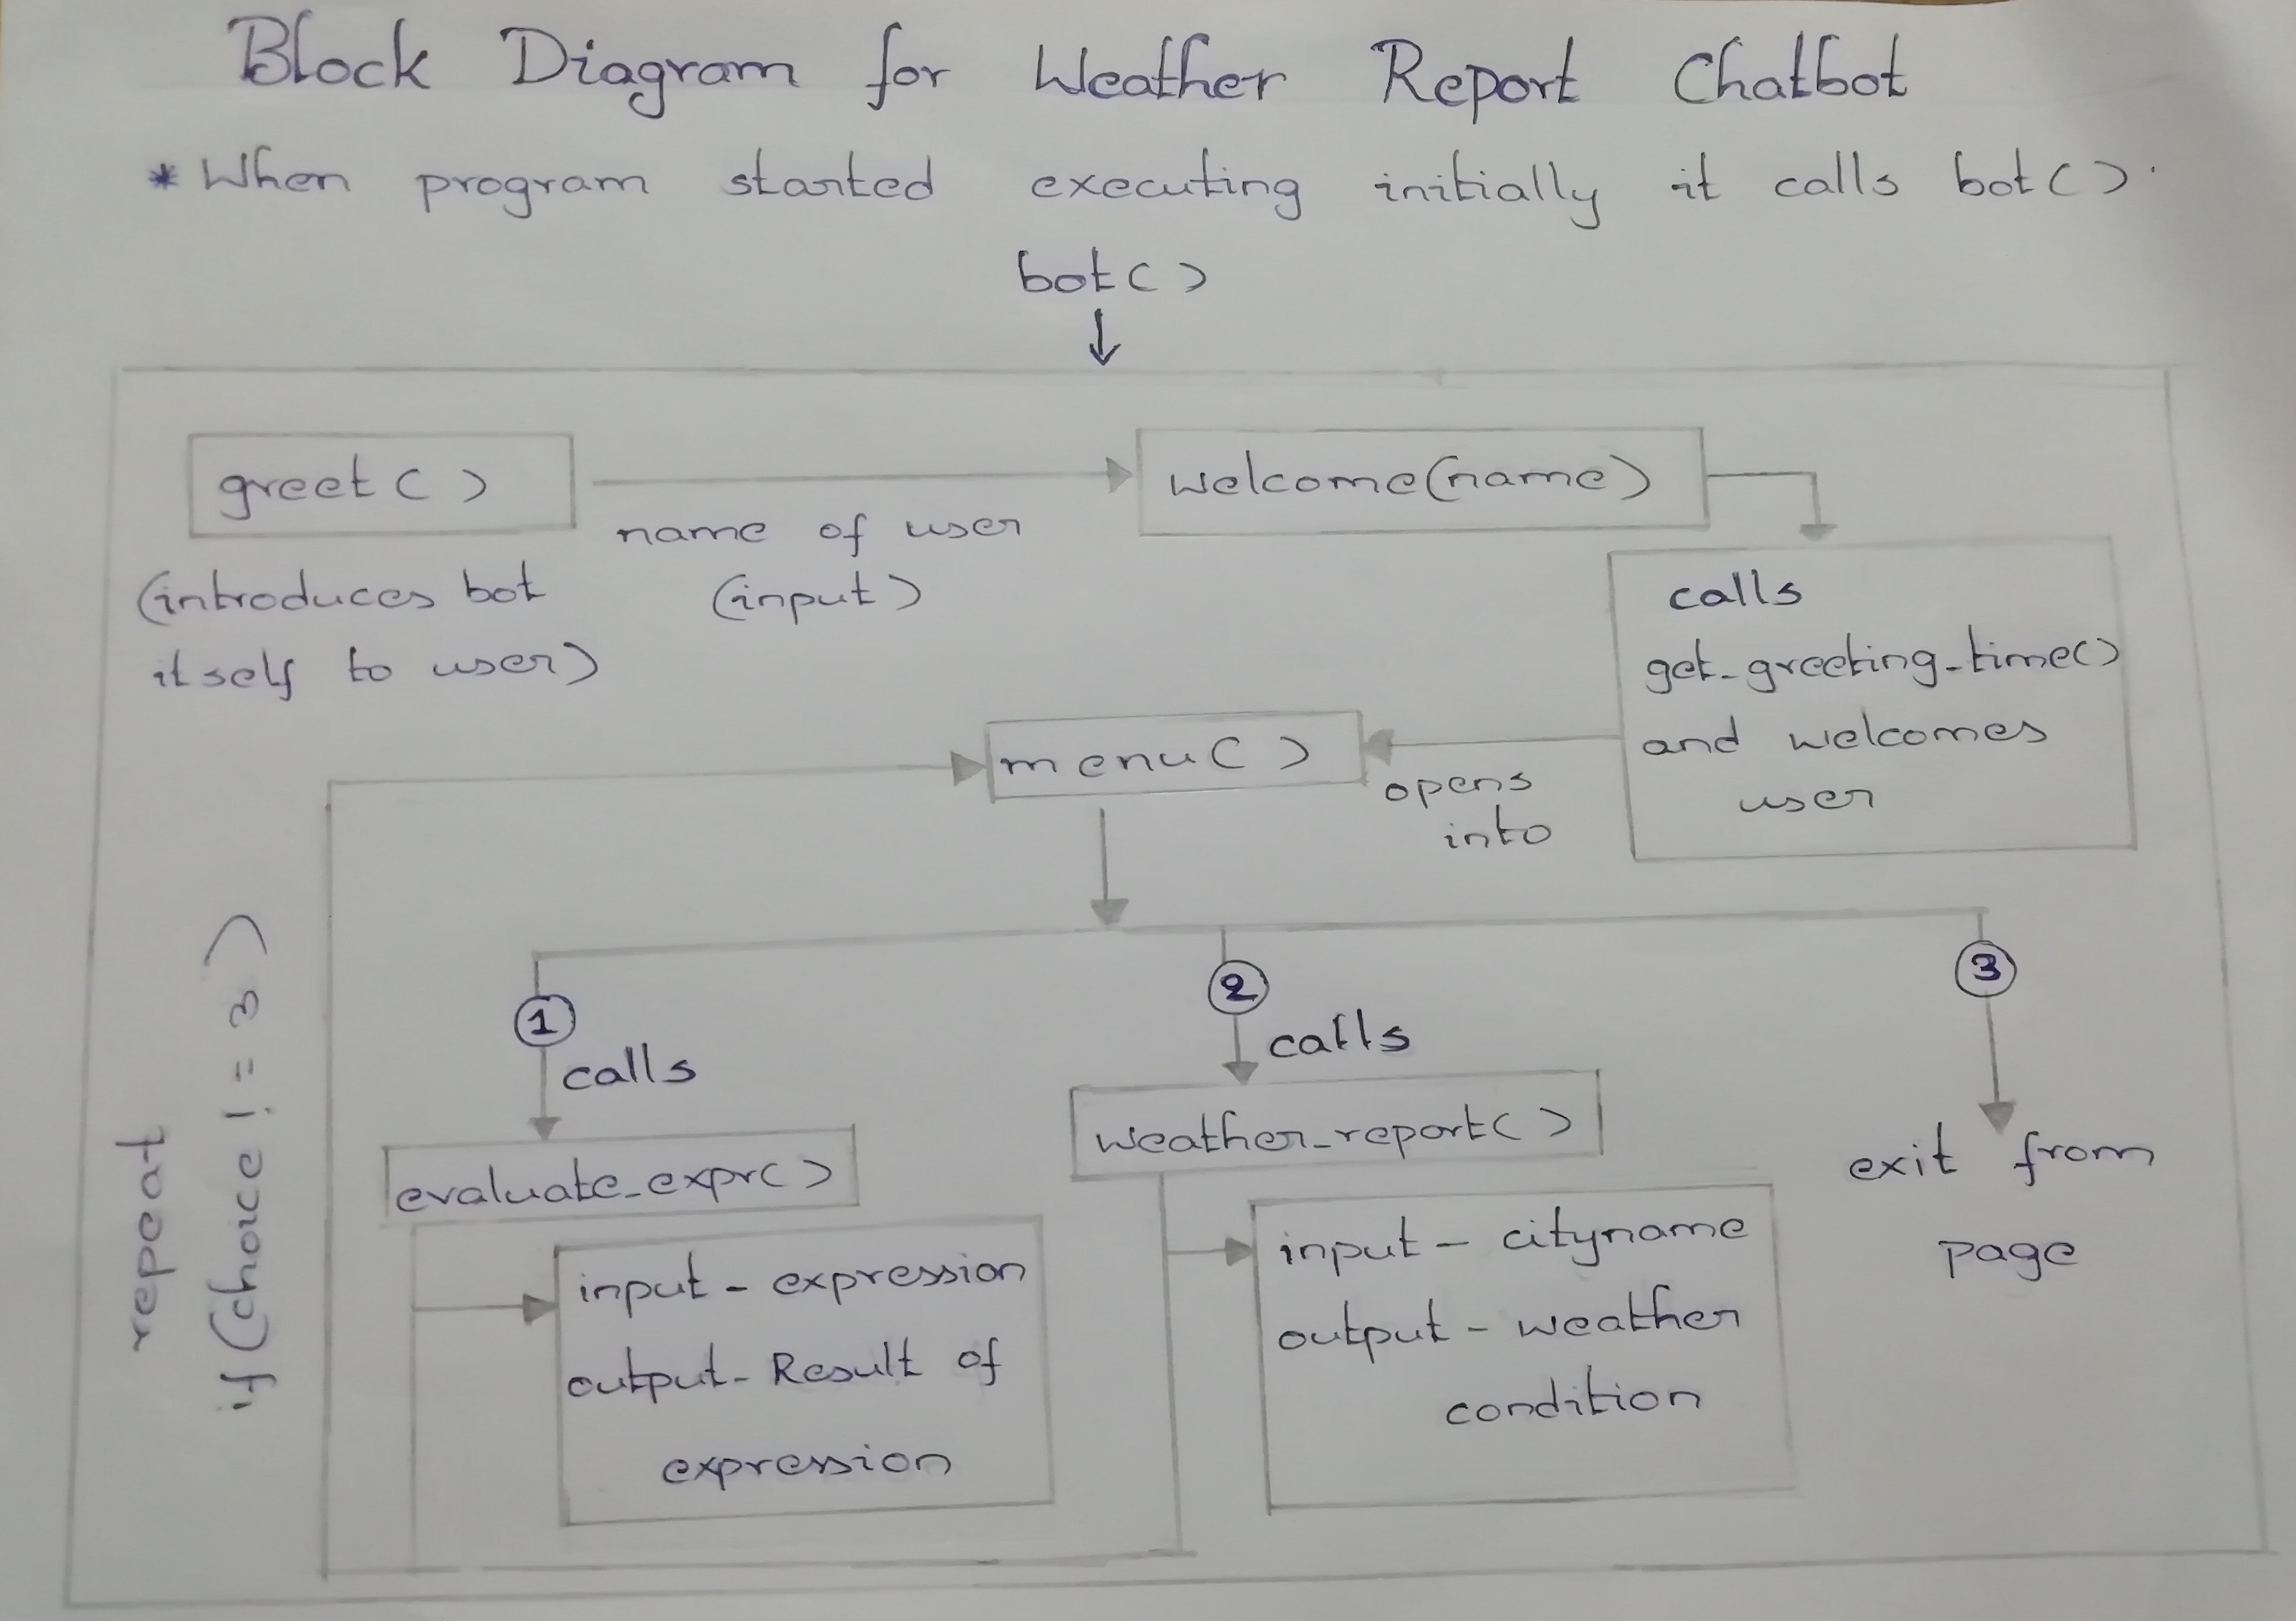 Block Diagram for Weather Report Chatbot
* When program started executing initially it calls bot().
bot()
greet()
name of user
(input)
welcome(name)
(introduces bot
itself to user)
calls
get_greeting_time()
and welcomes
user
opens
into
menu()
repeat
if(choice != 3)
1
calls
evaluate_expr()
input - expression
output - Result of
expression
2
calls
weather_report()
input - cityname
output - weather
condition
3
exit from
page